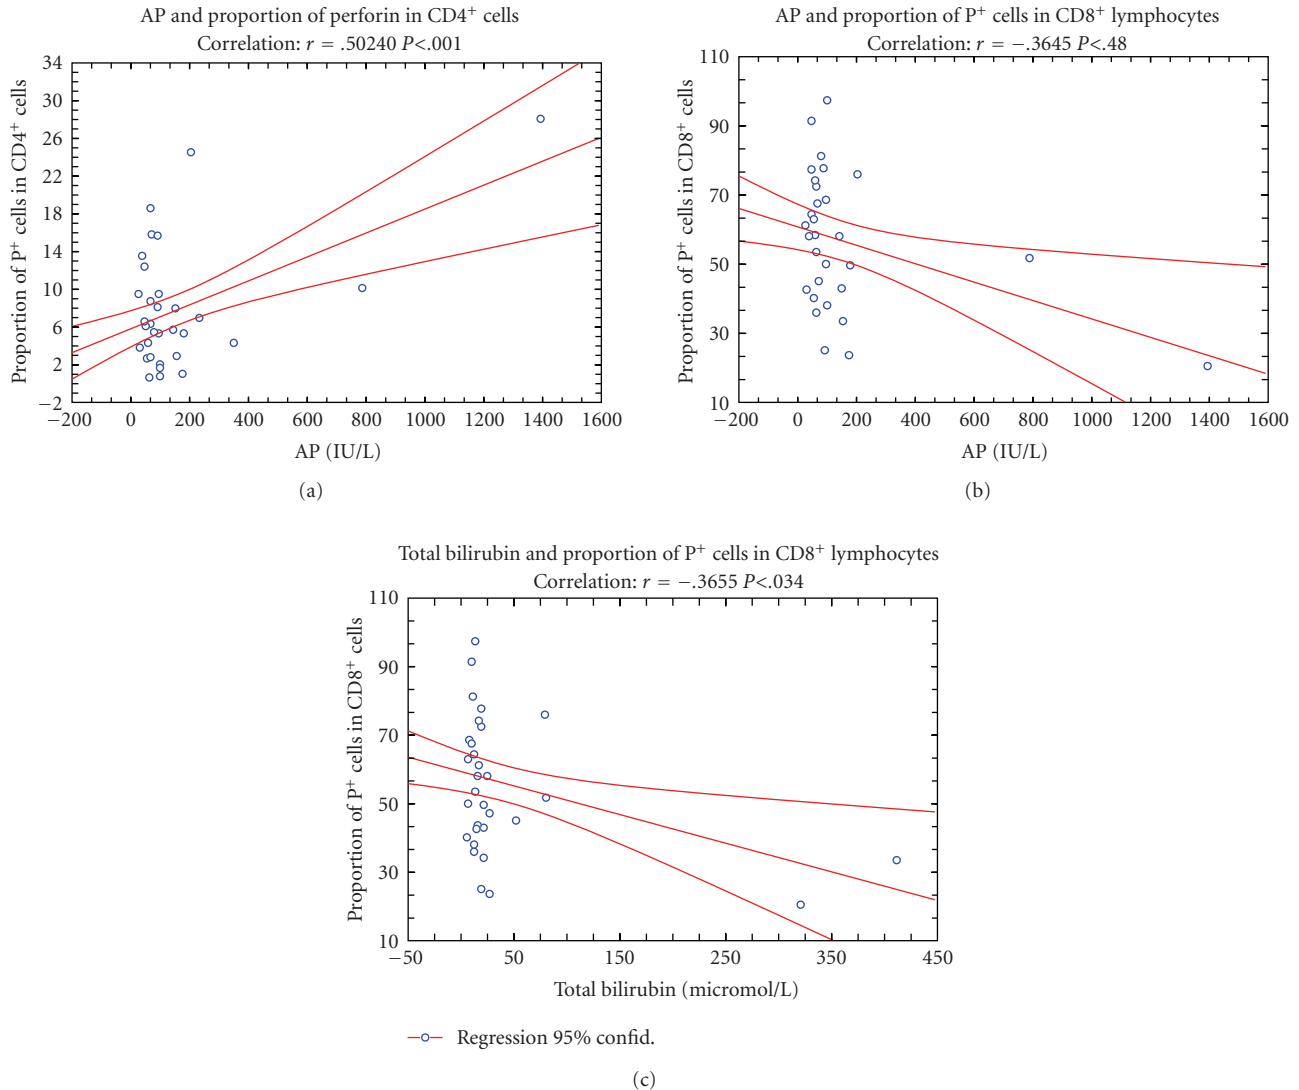 AP and proportion of perforin in CD4+ cells
Correlation: r = .50240 P<.001
34
30
26
22
18
14
10
6
2
−2
Proportion of P+ cells in CD4+ cells
−200 0 200 400 600 800 1000 1200 1400 1600
AP (IU/L)
(a)
AP and proportion of P+ cells in CD8+ lymphocytes
Correlation: r = −.3645 P<.48
110
90
70
50
30
10
Proportion of P+ cells in CD8+ cells
−200 0 200 400 600 800 1000 1200 1400 1600
AP (IU/L)
(b)
Total bilirubin and proportion of P+ cells in CD8+ lymphocytes
Correlation: r = −.3655 P<.034
110
90
70
50
30
10
Proportion of P+ cells in CD8+ cells
−50 50 150 250 350 450
Total bilirubin (micromol/L)
Regression 95% confid.
(c)